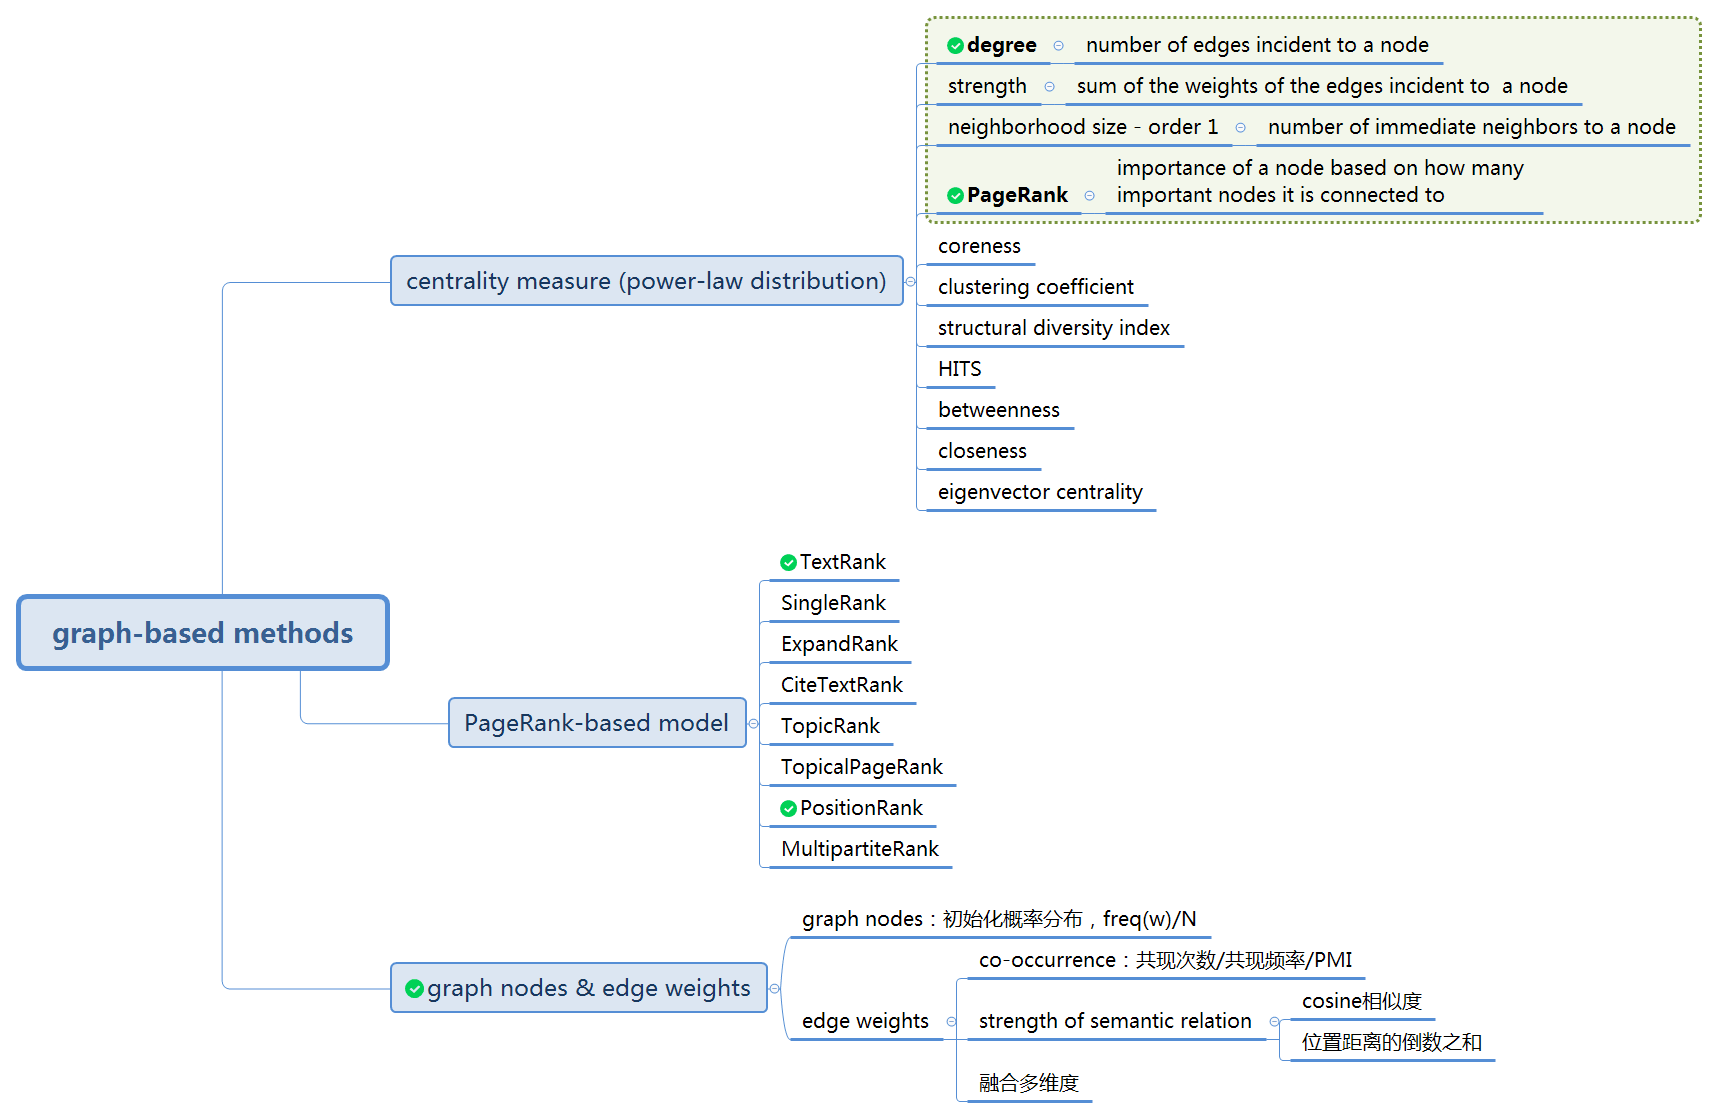 degree
number of edges incident to a node
strength
sum of the weights of the edges incident to  a node
neighborhood size - order 1
number of immediate neighbors to a node
PageRank
importance of a node based on how many
important nodes it is connected to
coreness
centrality measure (power-law distribution)
clustering coefficient
structural diversity index
HITS
betweenness
closeness
eigenvector centrality
graph-based methods
TextRank
SingleRank
ExpandRank
CiteTextRank
PageRank-based model
TopicRank
TopicalPageRank
PositionRank
MultipartiteRank
graph nodes & edge weights
graph nodes：初始化概率分布，freq(w)/N
edge weights
co-occurrence：共现次数/共现频率/PMI
strength of semantic relation
cosine相似度
位置距离的倒数之和
融合多维度